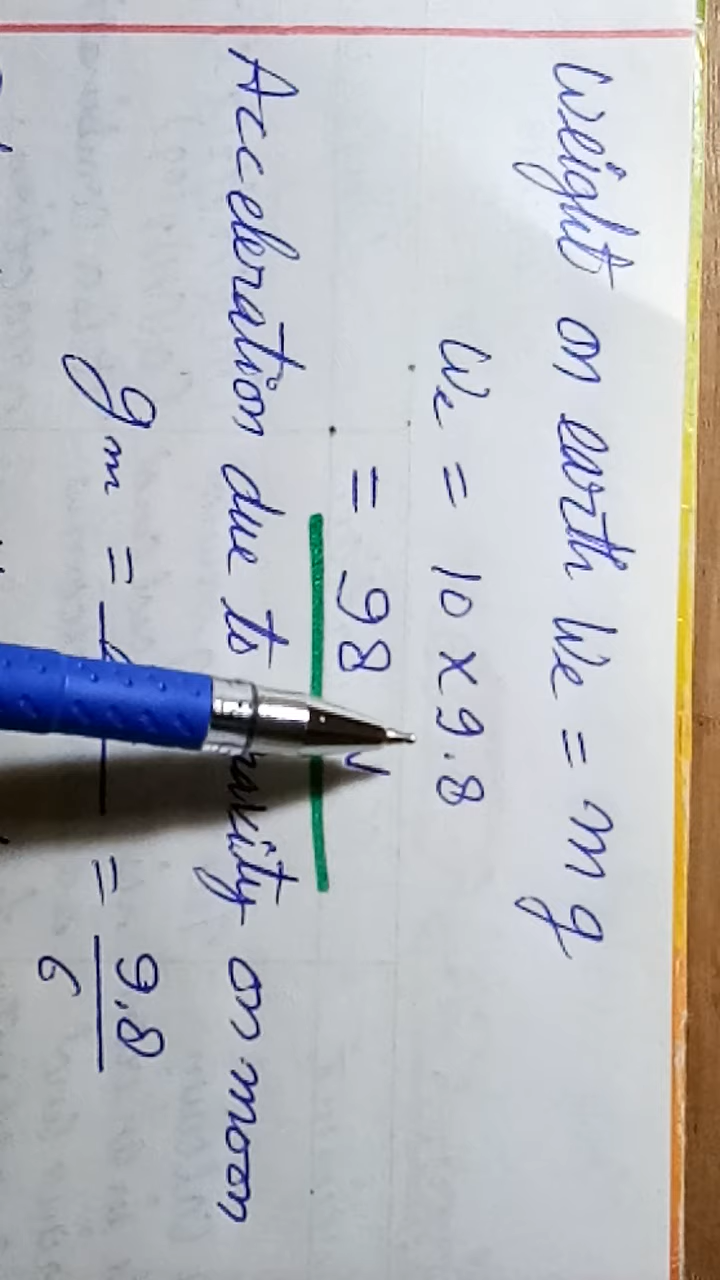 Weight on earth We = mg
We = 10 × 9.8
= 98
Acceleration due to on moon
gm = = 9.8/6